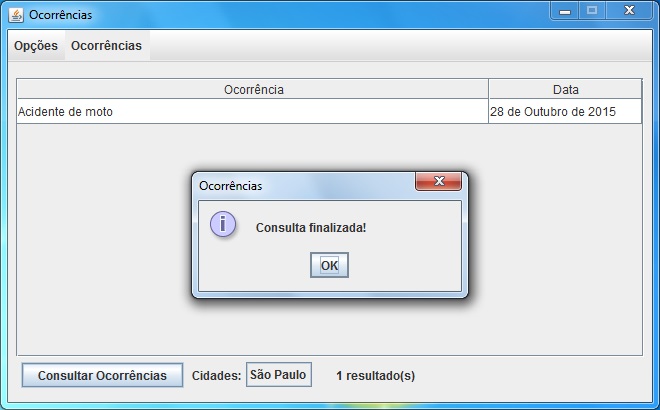 Ocorrências
Opções Ocorrências
Ocorrência Data
Acidente de moto 28 de Outubro de 2015
Ocorrências
Consulta finalizada!
OK
Consultar Ocorrências Cidades: São Paulo 1 resultado(s)